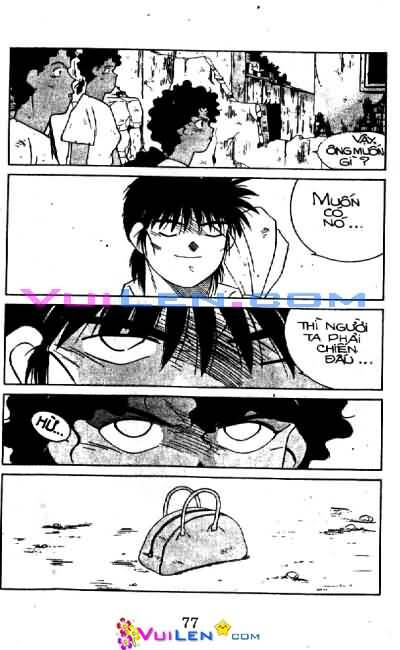 VẬY,
ÔNG MUỐN
GÌ?
MUỐN
CÓ
NÓ...
VUILEN.COM
THÌ NGƯỜI
TA PHẢI
CHIẾN
ĐẤU...
HỪ...
77
VUILEN.COM